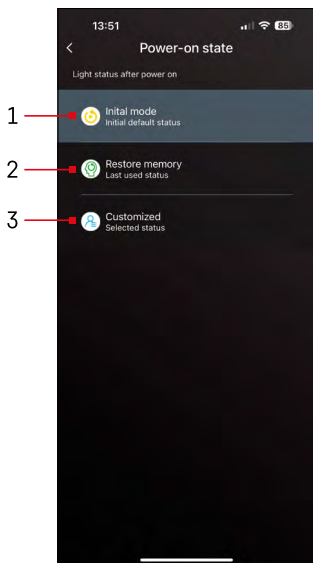 13:51
85
Power-on state
Light status after power on
1
Inital mode
Initial default status
2
Restore memory
Last used status
3
Customized
Selected status